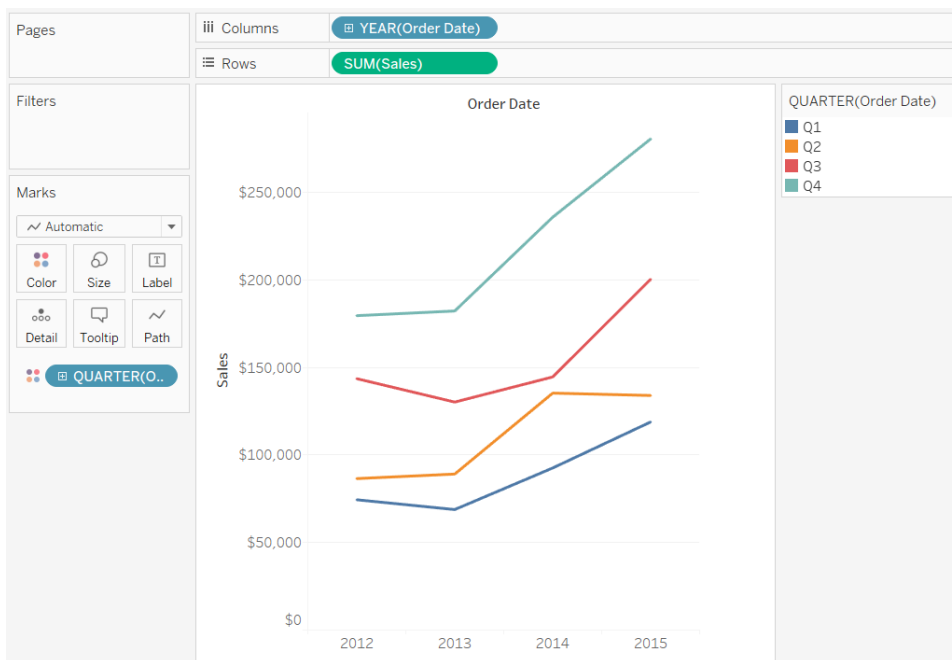 Pages
Columns
YEAR(Order Date)
Rows
SUM(Sales)
Filters
Marks
Automatic
Color
Size
Label
Detail
Tooltip
Path
QUARTER(O..
Order Date
Sales
$250,000
$200,000
$150,000
$100,000
$50,000
$0
2012
2013
2014
2015
QUARTER(Order Date)
Q1
Q2
Q3
Q4